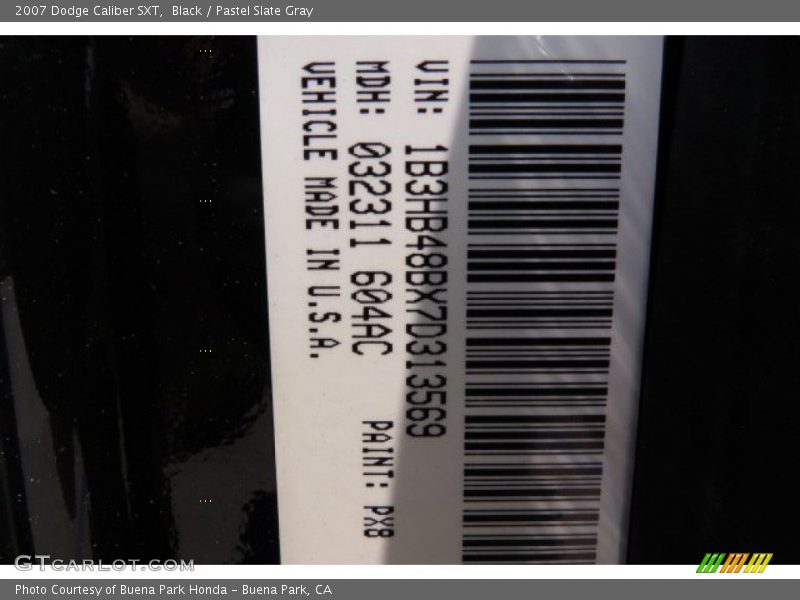 2007 Dodge Caliber SXT,  Black / Pastel Slate Gray
VIN: 1B3HB48BX7D313569
MDH: 032311 604AC PAINT: PX8
VEHICLE MADE IN U.S.A.
GTCARLOT.COM
Photo Courtesy of Buena Park Honda - Buena Park, CA